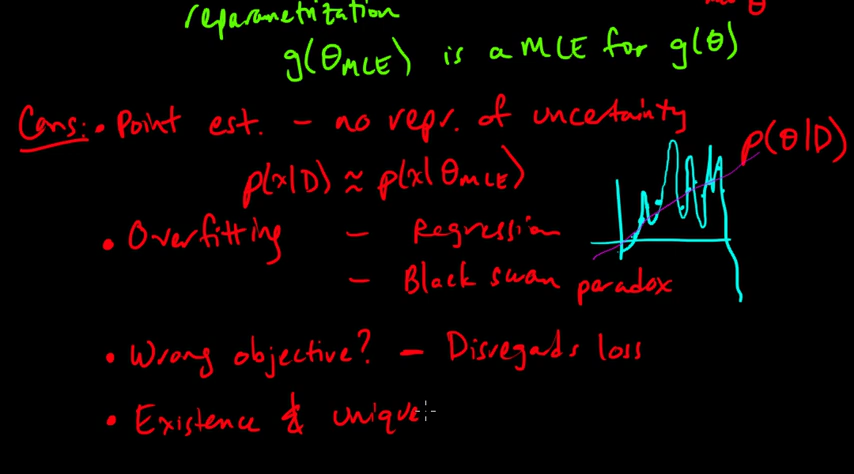 θ
reparametrization
g(θMLE) is a MLE for g(θ)
Cons: • Point est. – no repr. of uncertainty
p(x|D) ≈ p(x|θMLE)
p(θ|D)
• Overfitting – Regression
– Black swan paradox
• Wrong objective? – Disregards loss
• Existence & unique